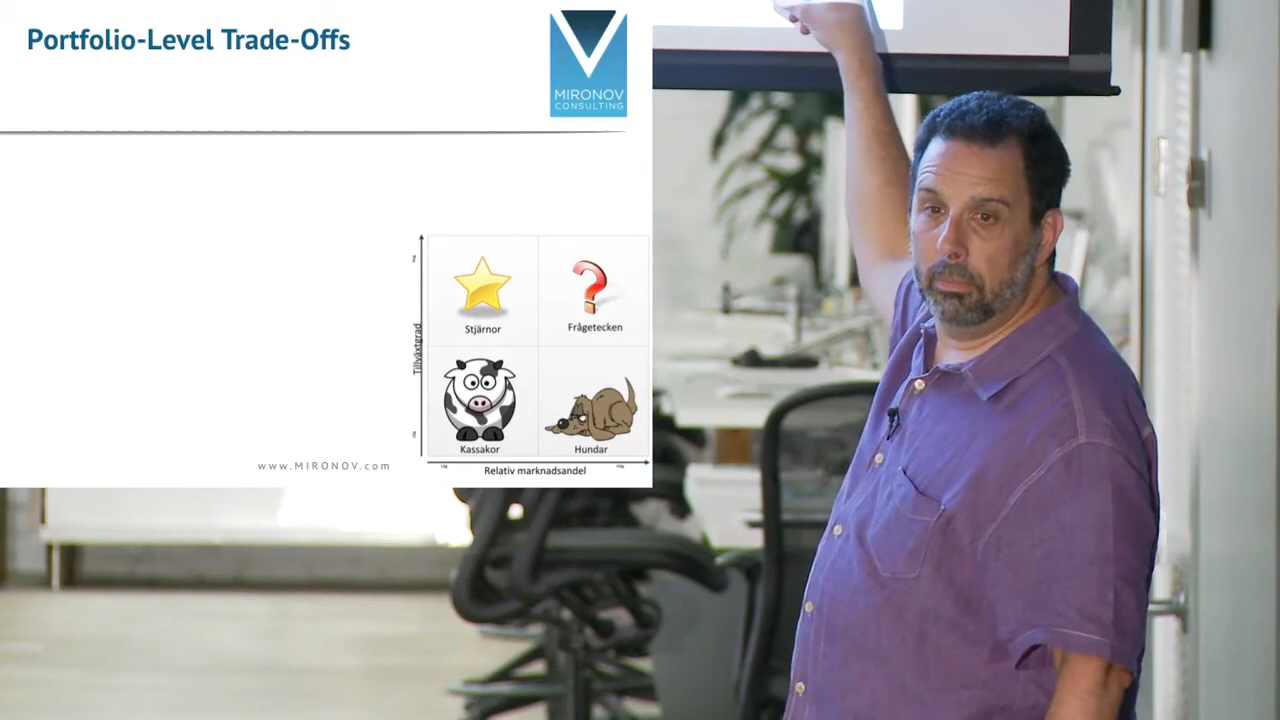 Portfolio-Level Trade-Offs
MIRONOV
CONSULTING
Stjärnor
Frågetecken
Tillväxtgrad
Kassakor
Hundar
Relativ marknadsandel
www.MIRONOV.com